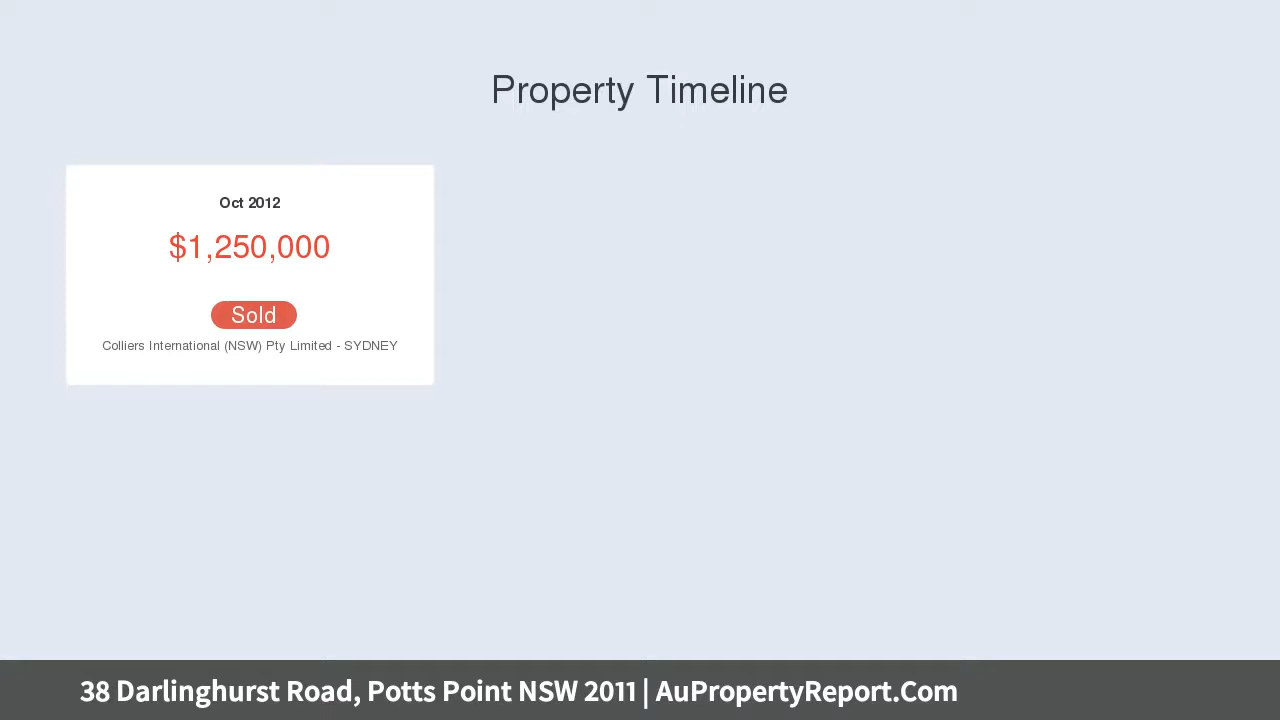 Property Timeline
Oct 2012
$1,250,000
Sold
Colliers International (NSW) Pty Limited - SYDNEY
38 Darlinghurst Road, Potts Point NSW 2011 | AuPropertyReport.Com